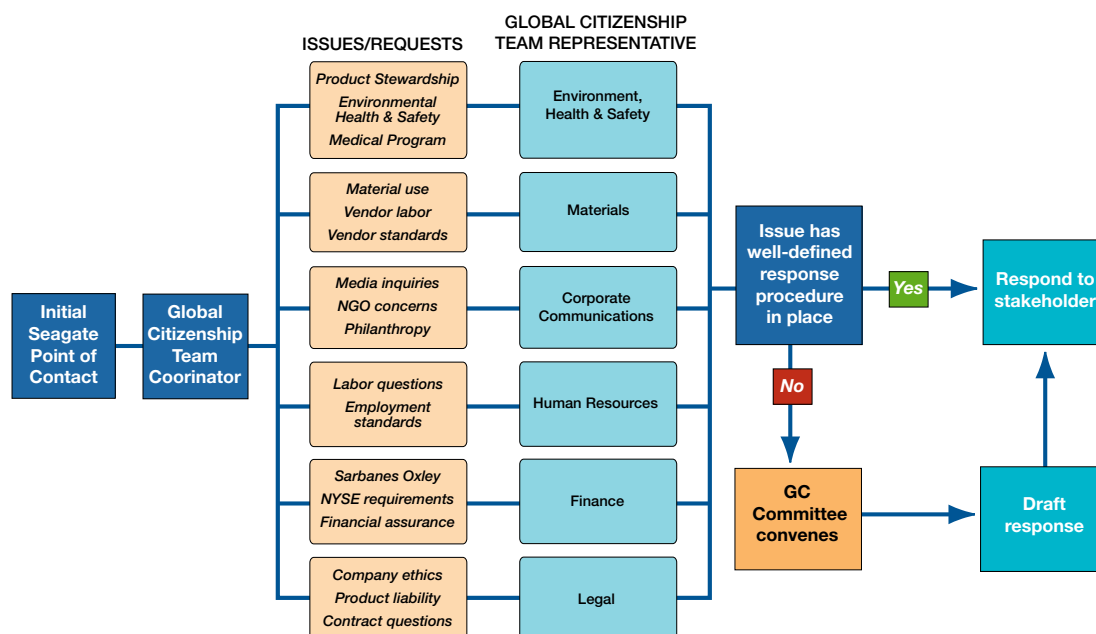 ISSUES/REQUESTS
GLOBAL CITIZENSHIP
TEAM REPRESENTATIVE
Initial
Seagate
Point of
Contact
Global
Citizenship
Team
Coorinator
Product Stewardship
Environmental
Health & Safety
Medical Program
Environment,
Health & Safety
Material use
Vendor labor
Vendor standards
Materials
Media inquiries
NGO concerns
Philanthropy
Corporate
Communications
Labor questions
Employment
standards
Human Resources
Sarbanes Oxley
NYSE requirements
Financial assurance
Finance
Company ethics
Product liability
Contract questions
Legal
Issue has
well-defined
response
procedure
in place
Yes
Respond to
stakeholder
No
GC
Committee
convenes
Draft
response